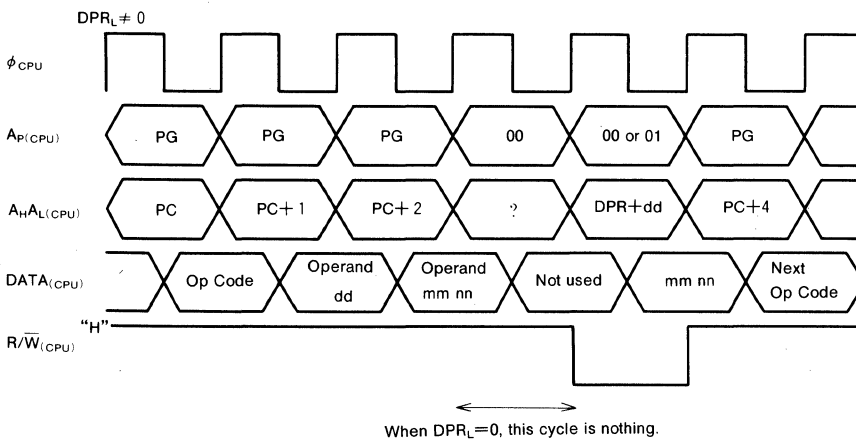 DPRL ≠ 0
φCPU
AP(CPU) PG PG PG 00 00 or 01 PG
AHAL(CPU) PC PC+1 PC+2 ? DPR+dd PC+4
DATA(CPU) Op Code Operand dd Operand mm nn Not used mm nn Next Op Code
"H"
R/W̅(CPU)
When DPRL=0, this cycle is nothing.